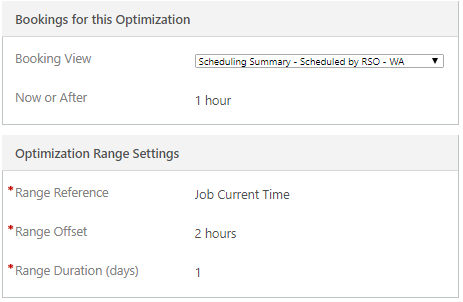 Bookings for this Optimization
Booking View Scheduling Summary - Scheduled by RSO - WA
Now or After 1 hour
Optimization Range Settings
* Range Reference Job Current Time
* Range Offset 2 hours
* Range Duration (days) 1